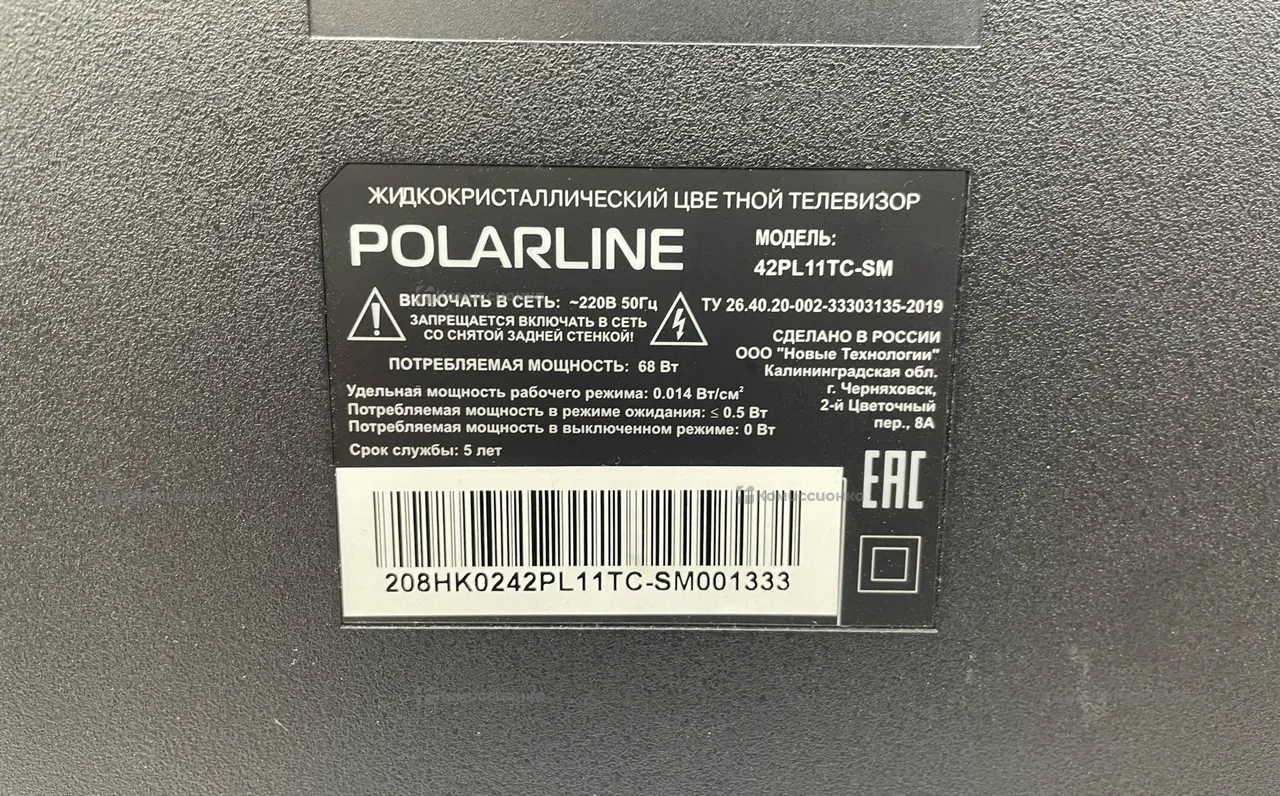 ЖИДКОКРИСТАЛЛИЧЕСКИЙ ЦВЕ ТНОЙ ТЕЛЕВИЗОР
POLARLINE
МОДЕЛЬ:
42PL11TC-SM
ВКЛЮЧАТЬ В СЕТЬ: ~220В 50Гц
ЗАПРЕЩАЕТСЯ ВКЛЮЧАТЬ В СЕТЬ
СО СНЯТОЙ ЗАДНЕЙ СТЕНКОЙ!
ТУ 26.40.20-002-33303135-2019
СДЕЛАНО В РОССИИ
ООО "Новые Технологии"
Калининградская обл.
г. Черняховск,
2-й Цветочный
пер., 8А
ПОТРЕБЛЯЕМАЯ МОЩНОСТЬ: 68 Вт
Удельная мощность рабочего режима: 0.014 Вт/см²
Потребляемая мощность в режиме ожидания: ≤ 0.5 Вт
Потребляемая мощность в выключенном режиме: 0 Вт
Срок службы: 5 лет
EAC
Комиссионка
208HK0242PL11TC-SM001333